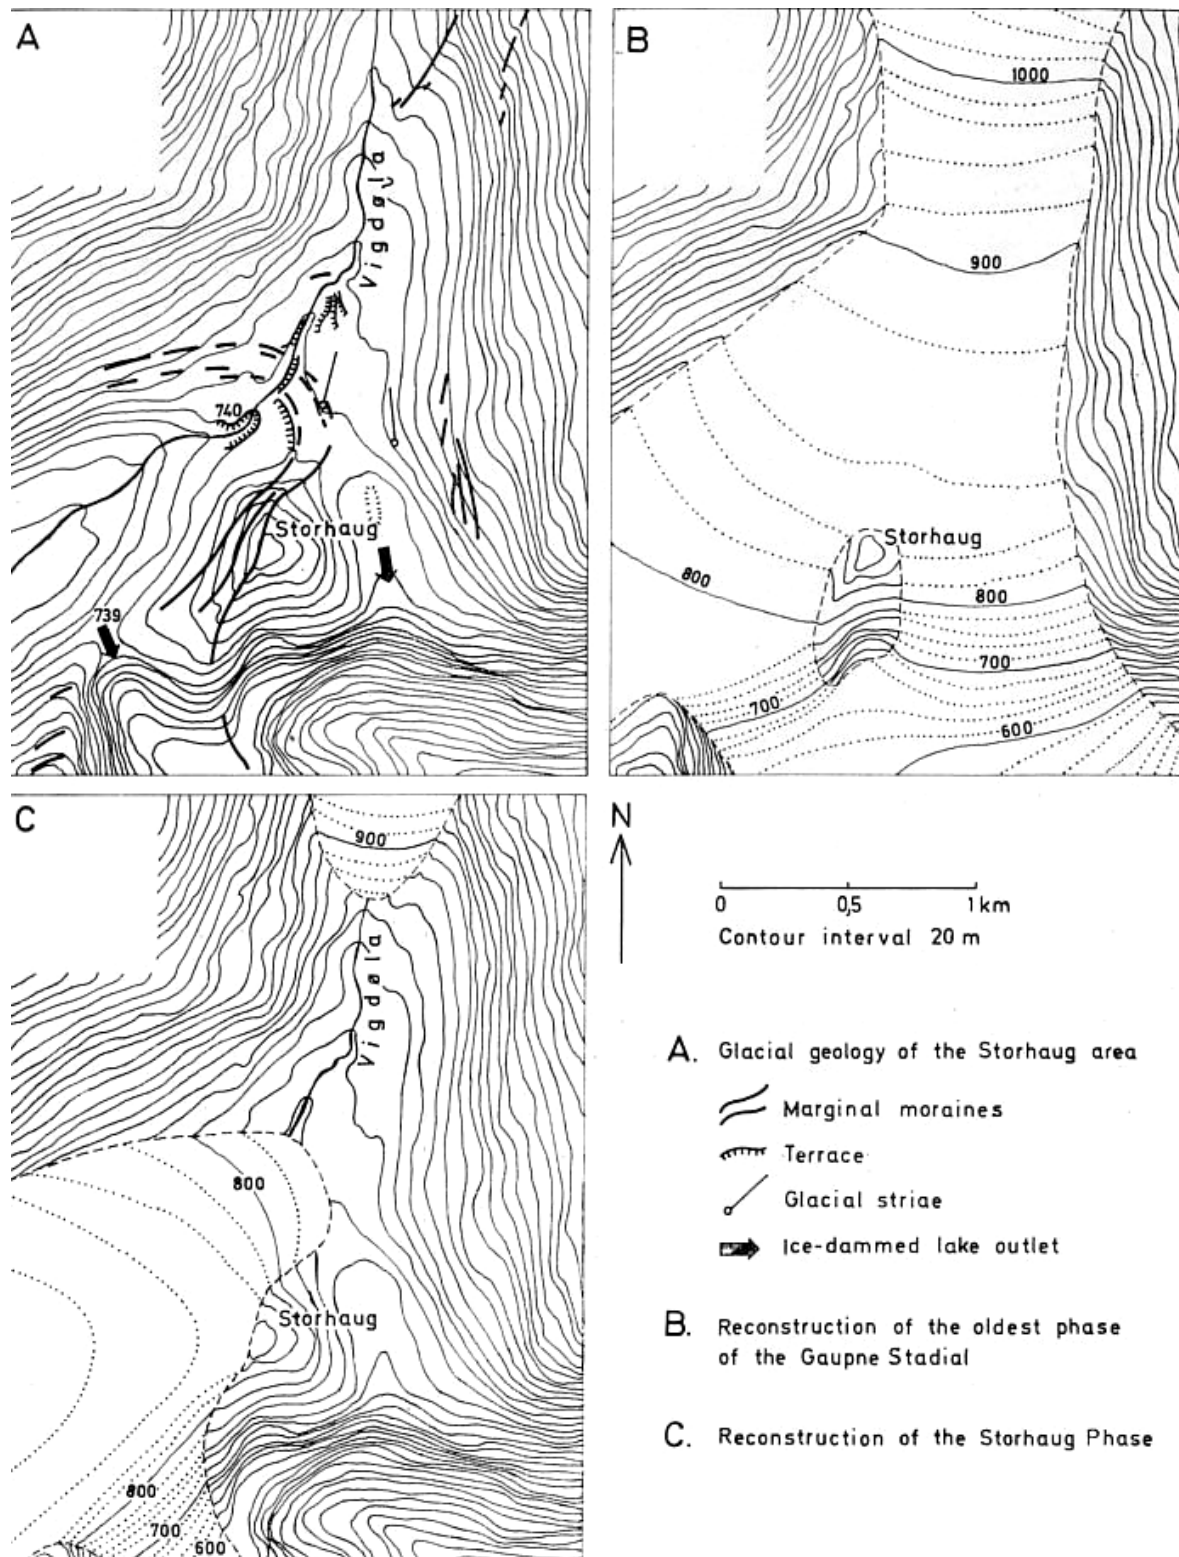 A
Vigdøla
740
Storhaug
739
B
1000
900
Storhaug
800
800
700
700
600
C
900
Vigdøla
800
Storhaug
800
700
600
N
0 0,5 1 km
Contour interval 20 m
A. Glacial geology of the Storhaug area
Marginal moraines
Terrace
Glacial striae
Ice-dammed lake outlet
B. Reconstruction of the oldest phase
of the Gaupne Stadial
C. Reconstruction of the Storhaug Phase